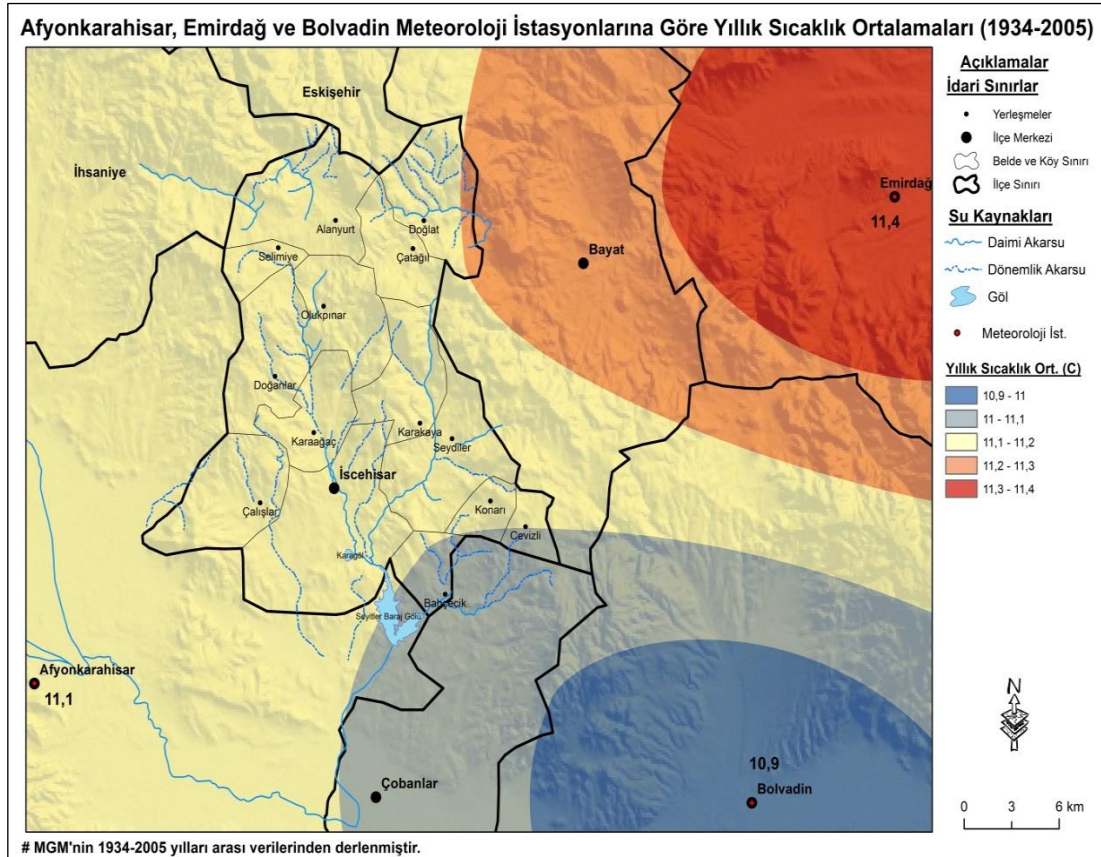 Afyonkarahisar, Emirdağ ve Bolvadin Meteoroloji İstasyonlarına Göre Yıllık Sıcaklık Ortalamaları (1934-2005)
Eskişehir
İhsaniye
Emirdağ
11,4
Alanyurt
Doğlat
Selimiye
Çatağıl
Bayat
Olukpınar
Doğanlar
Karaağaç
Karakaya
Seydiler
İscehisar
Çalışlar
Konarı
Cevizli
Karagöl
Bahçecik
Seyitler Baraj Gölü
Afyonkarahisar
11,1
Çobanlar
10,9
Bolvadin
# MGM'nin 1934-2005 yılları arası verilerinden derlenmiştir.
Açıklamalar
İdari Sınırlar
Yerleşmeler
İlçe Merkezi
Belde ve Köy Sınırı
İlçe Sınırı
Su Kaynakları
Daimi Akarsu
Dönemlik Akarsu
Göl
Meteoroloji İst.
Yıllık Sıcaklık Ort. (C)
10,9 - 11
11 - 11,1
11,1 - 11,2
11,2 - 11,3
11,3 - 11,4
N
0 3 6 km